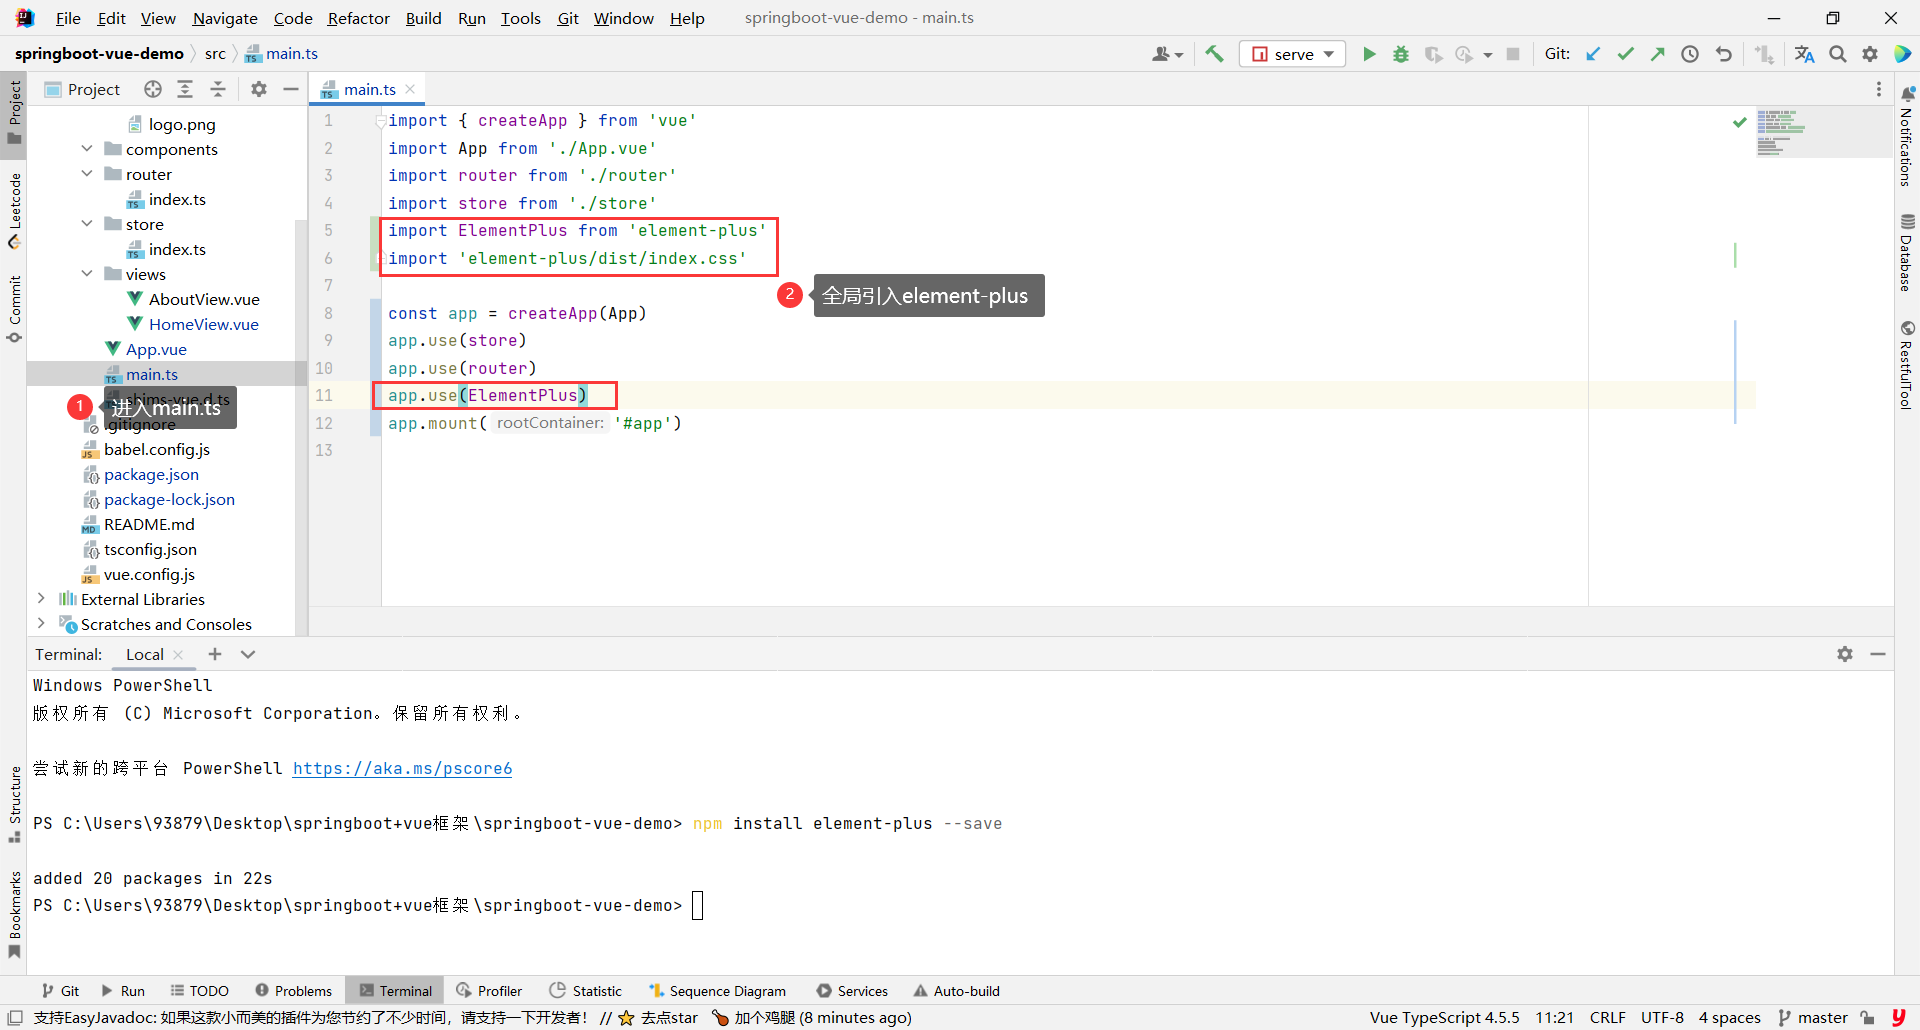 File Edit View Navigate Code Refactor Build Run Tools Git Window Help springboot-vue-demo - main.ts
springboot-vue-demo src main.ts serve Git:
Project
Leetcode
Commit
Structure
Bookmarks
Project
logo.png
components
router
index.ts
store
index.ts
views
AboutView.vue
HomeView.vue
App.vue
main.ts
shims-vue.d.ts
1 进入main.ts
.gitignore
babel.config.js
package.json
package-lock.json
README.md
tsconfig.json
vue.config.js
External Libraries
Scratches and Consoles
main.ts
1 import { createApp } from 'vue'
2 import App from './App.vue'
3 import router from './router'
4 import store from './store'
5 import ElementPlus from 'element-plus'
6 import 'element-plus/dist/index.css'
7
2 全局引入element-plus
8 const app = createApp(App)
9 app.use(store)
10 app.use(router)
11 app.use(ElementPlus)
12 app.mount( rootContainer: '#app')
13
Notifications
Database
RestfulTool
Terminal: Local
Windows PowerShell
版权所有 (C) Microsoft Corporation。保留所有权利。
尝试新的跨平台 PowerShell https://aka.ms/pscore6
PS C:\Users\93879\Desktop\springboot+vue框架\springboot-vue-demo> npm install element-plus --save
added 20 packages in 22s
PS C:\Users\93879\Desktop\springboot+vue框架\springboot-vue-demo>
Git Run TODO Problems Terminal Profiler Statistic Sequence Diagram Services Auto-build
支持EasyJavadoc: 如果这款小而美的插件为您节约了不少时间，请支持一下开发者！ // ⭐ 去点star 🍗 加个鸡腿 (8 minutes ago) Vue TypeScript 4.5.5 11:21 CRLF UTF-8 4 spaces master